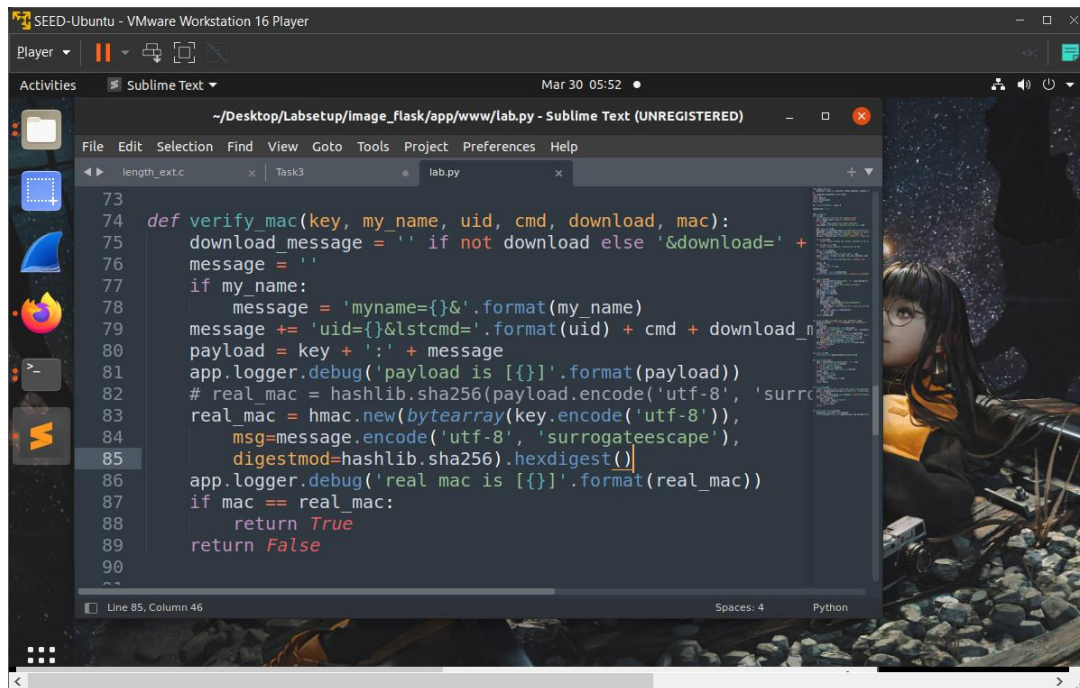 SEED-Ubuntu - VMware Workstation 16 Player
Player
Activities Sublime Text Mar 30 05:52
~/Desktop/Labsetup/image_flask/app/www/lab.py - Sublime Text (UNREGISTERED)
File Edit Selection Find View Goto Tools Project Preferences Help
length_ext.c Task3 lab.py
73
74 def verify_mac(key, my_name, uid, cmd, download, mac):
75 download_message = '' if not download else '&download=' +
76 message = ''
77 if my_name:
78 message = 'myname={}&'.format(my_name)
79 message += 'uid={}&lstcmd='.format(uid) + cmd + download_m
80 payload = key + ':' + message
81 app.logger.debug('payload is [{}]'.format(payload))
82 # real_mac = hashlib.sha256(payload.encode('utf-8', 'surro
83 real_mac = hmac.new(bytearray(key.encode('utf-8')),
84 msg=message.encode('utf-8', 'surrogateescape'),
85 digestmod=hashlib.sha256).hexdigest()
86 app.logger.debug('real mac is [{}]'.format(real_mac))
87 if mac == real_mac:
88 return True
89 return False
90
Line 85, Column 46 Spaces: 4 Python